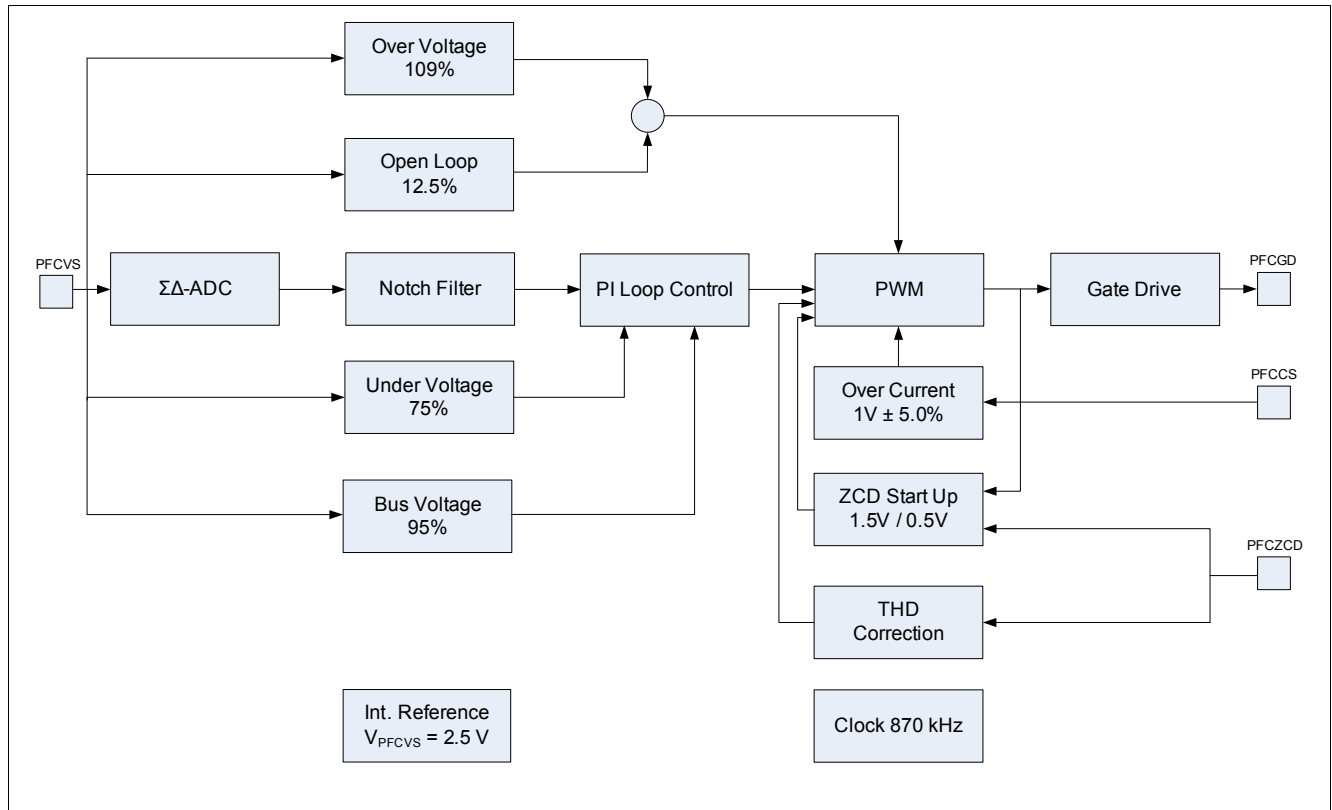 Over Voltage
109%
Open Loop
12.5%
PFCVS
ΣΔ-ADC
Notch Filter
PI Loop Control
PWM
Gate Drive
PFCGD
Under Voltage
75%
Over Current
1V ± 5.0%
PFCCS
Bus Voltage
95%
ZCD Start Up
1.5V / 0.5V
PFCZCD
THD
Correction
Int. Reference
VPFCVS = 2.5 V
Clock 870 kHz